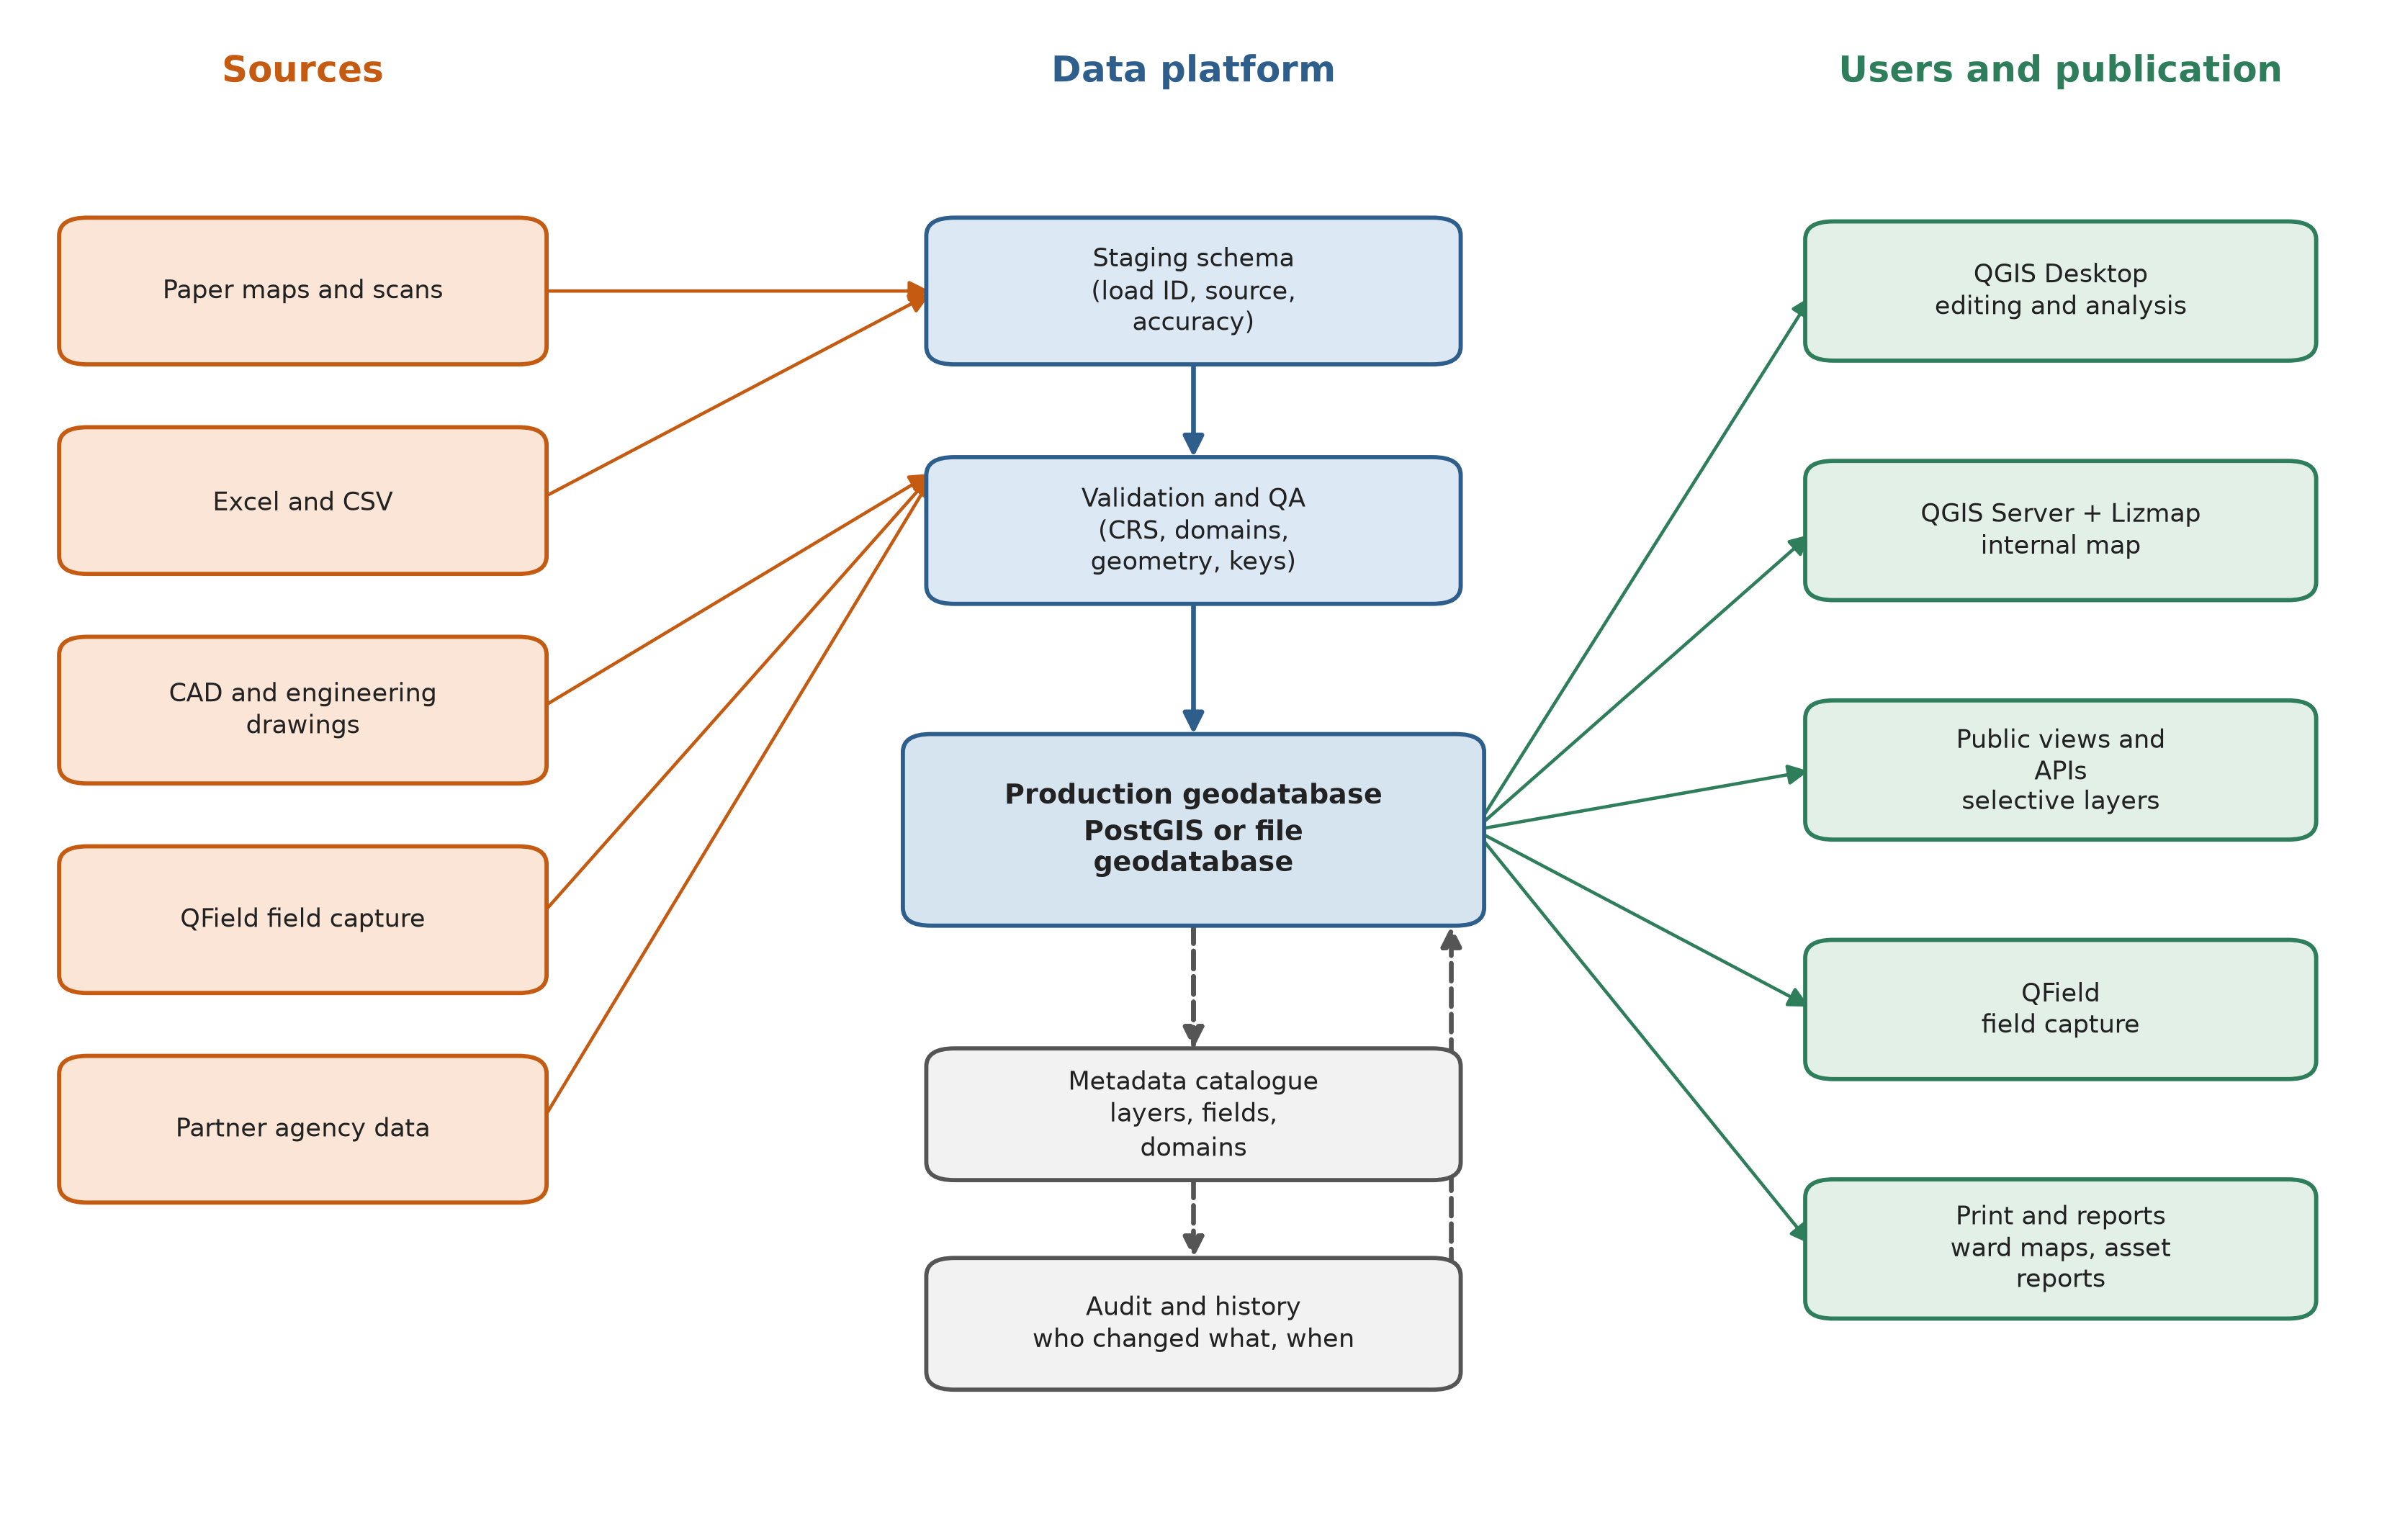 Sources
Data platform
Users and publication
Paper maps and scans
Excel and CSV
CAD and engineering
drawings
QField field capture
Partner agency data
Staging schema
(load ID, source,
accuracy)
Validation and QA
(CRS, domains,
geometry, keys)
Production geodatabase
PostGIS or file
geodatabase
Metadata catalogue
layers, fields,
domains
Audit and history
who changed what, when
QGIS Desktop
editing and analysis
QGIS Server + Lizmap
internal map
Public views and
APIs
selective layers
QField
field capture
Print and reports
ward maps, asset
reports